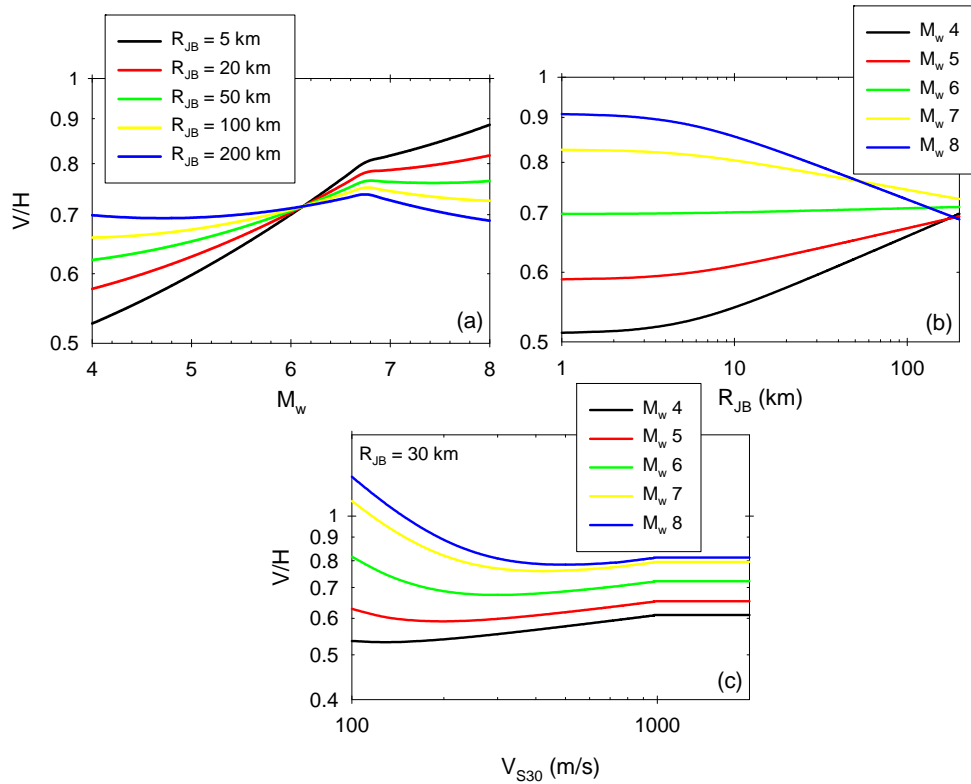 R_JB = 5 km
R_JB = 20 km
R_JB = 50 km
R_JB = 100 km
R_JB = 200 km
1
0.9
0.8
0.7
0.6
0.5
V/H
4 5 6 7 8
M_w
(a)
M_w 4
M_w 5
M_w 6
M_w 7
M_w 8
1
0.9
0.8
0.7
0.6
0.5
1 10 100
R_JB (km)
(b)
M_w 4
M_w 5
M_w 6
M_w 7
M_w 8
R_JB = 30 km
1
0.9
0.8
0.7
0.6
0.5
0.4
V/H
(c)
100 1000
V_S30 (m/s)